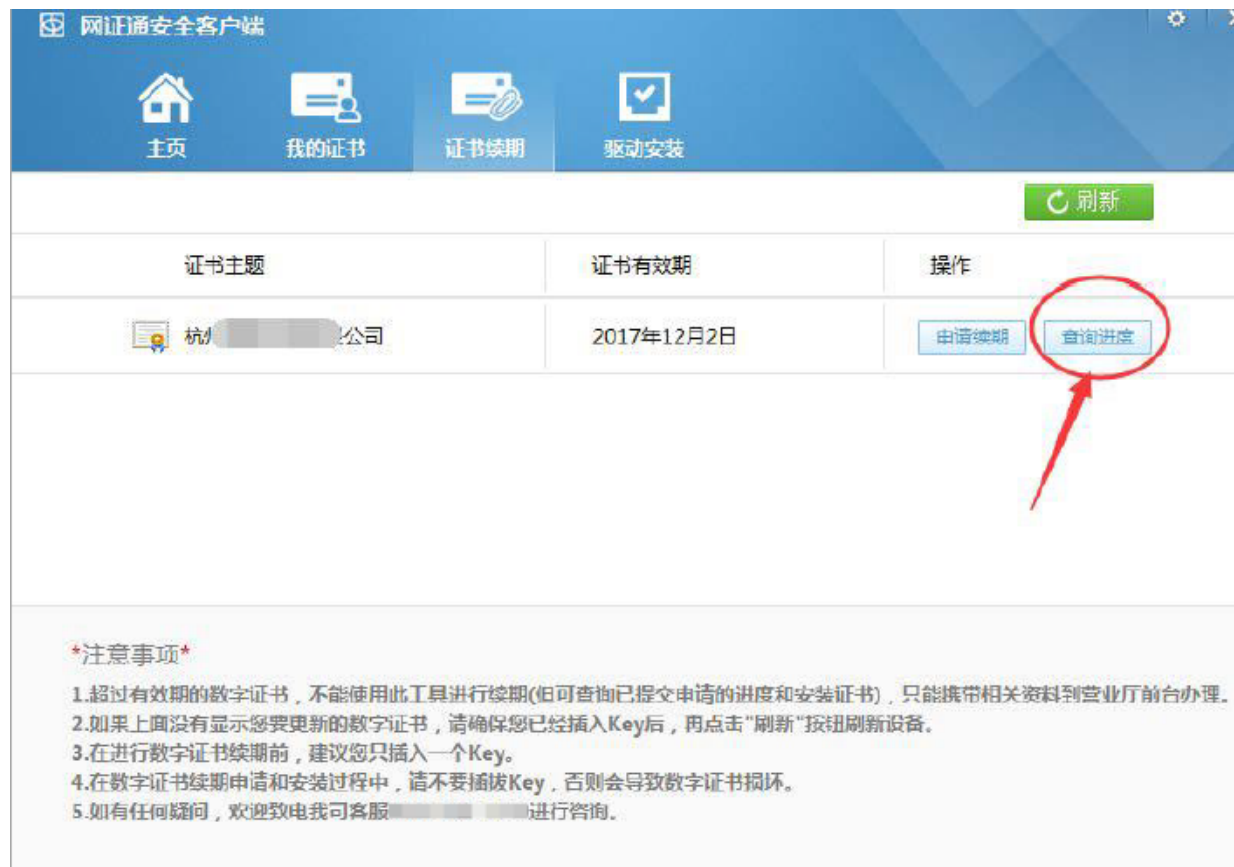 网证通安全客户端
主页 我的证书 证书续期 驱动安装
刷新
证书主题 证书有效期 操作
杭 公司 2017年12月2日 申请续期 查询进度
*注意事项*
1.超过有效期的数字证书，不能使用此工具进行续期(但可查询已提交申请的进度和安装证书)，只能携带相关资料到营业厅前台办理。
2.如果上面没有显示您要更新的数字证书，请确保您已经插入Key后，再点击"刷新"按钮刷新设备。
3.在进行数字证书续期前，建议您只插入一个Key。
4.在数字证书续期申请和安装过程中，请不要插拔Key，否则会导致数字证书损坏。
5.如有任何疑问，欢迎致电我司客服 进行咨询。